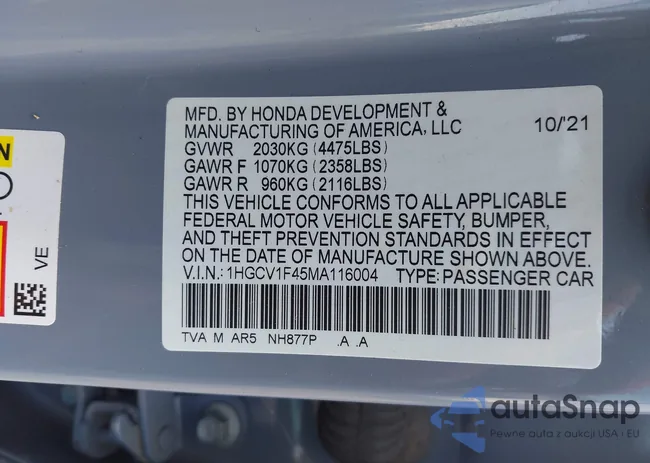 MFD. BY HONDA DEVELOPMENT &
MANUFACTURING OF AMERICA, LLC 10/'21
GVWR 2030KG (4475LBS)
GAWR F 1070KG (2358LBS)
GAWR R 960KG (2116LBS)
THIS VEHICLE CONFORMS TO ALL APPLICABLE
FEDERAL MOTOR VEHICLE SAFETY, BUMPER,
AND THEFT PREVENTION STANDARDS IN EFFECT
ON THE DATE OF MANUFACTURE SHOWN ABOVE.
V.I.N.: 1HGCV1F45MA116004 TYPE: PASSENGER CAR
TVA M AR5 NH877P .A .A
VE
autaSnap
Pewne auta z aukcji USA i EU